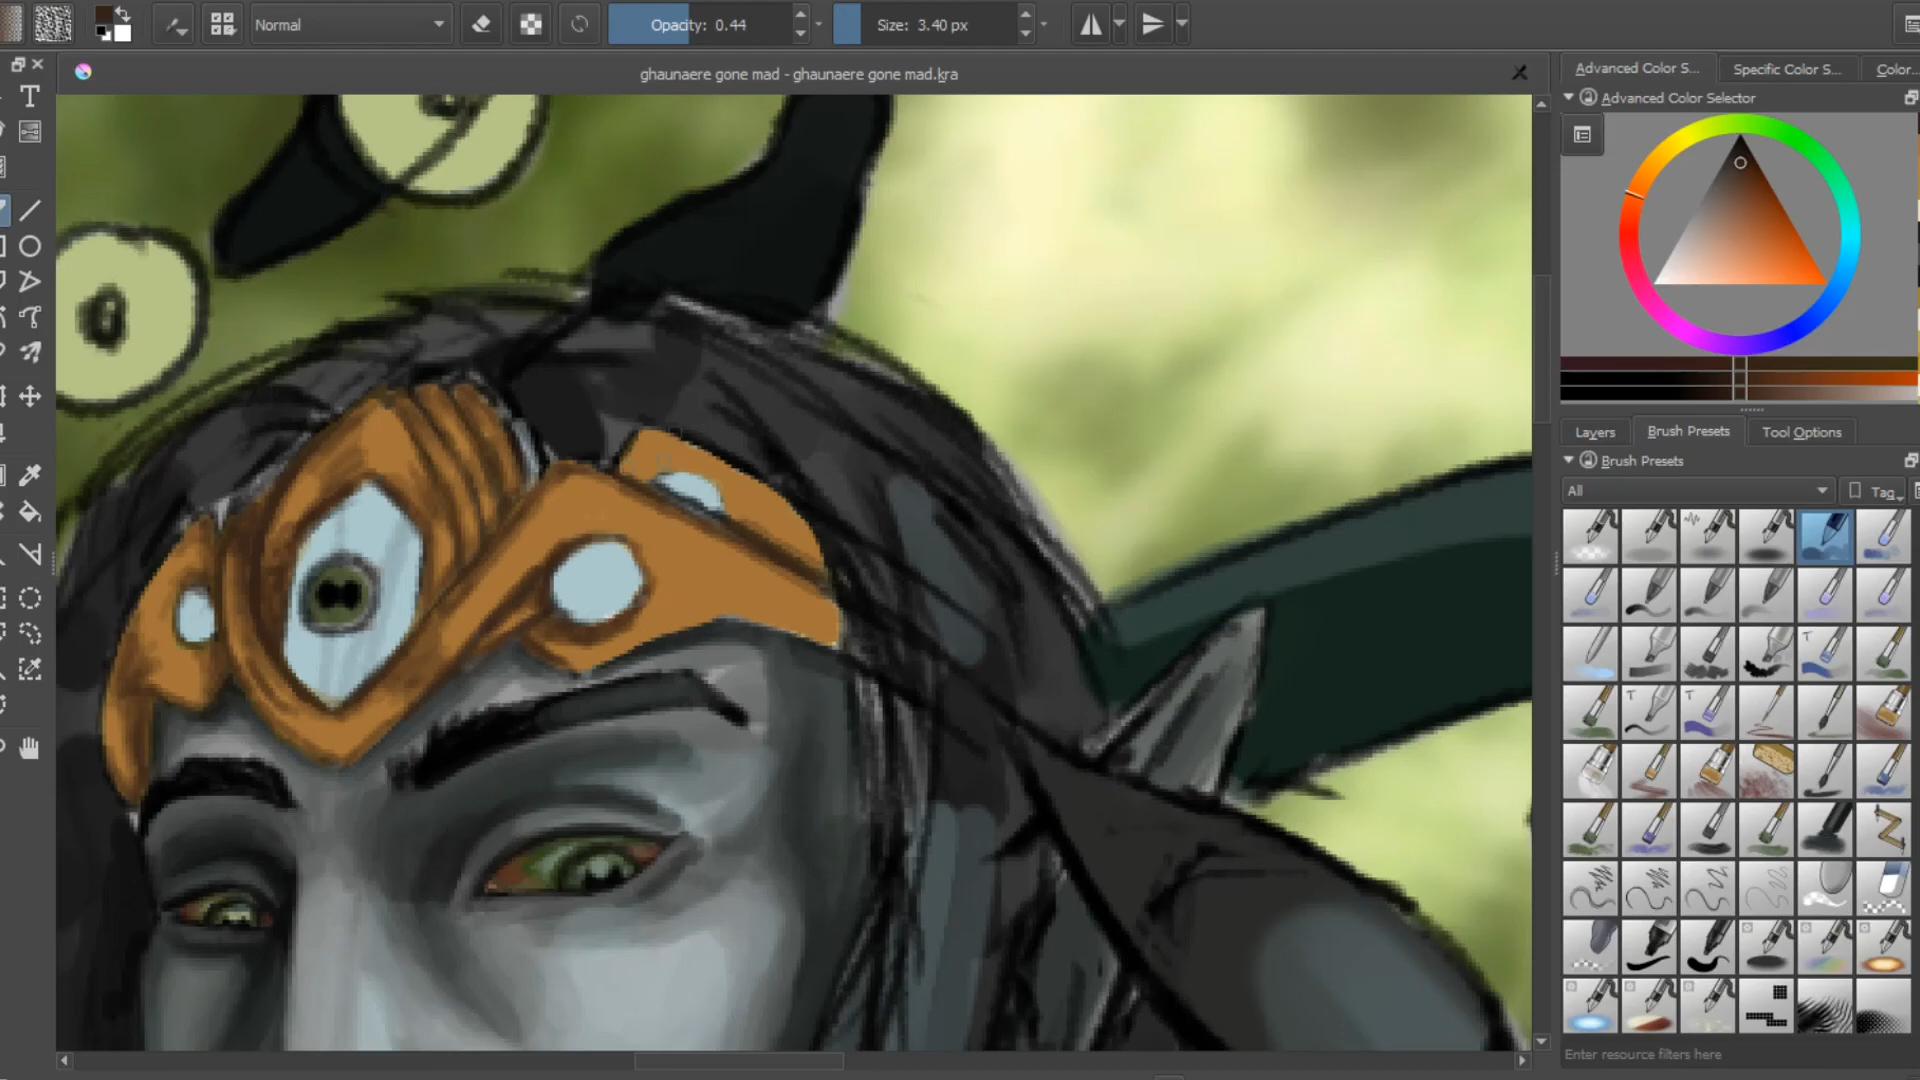 Normal
Opacity: 0.44
Size: 3.40 px
ghaunaere gone mad - ghaunaere gone mad.kra
Advanced Color S...
Specific Color S...
Color...
Advanced Color Selector
Layers
Brush Presets
Tool Options
Brush Presets
All
Tag
Enter resource filters here